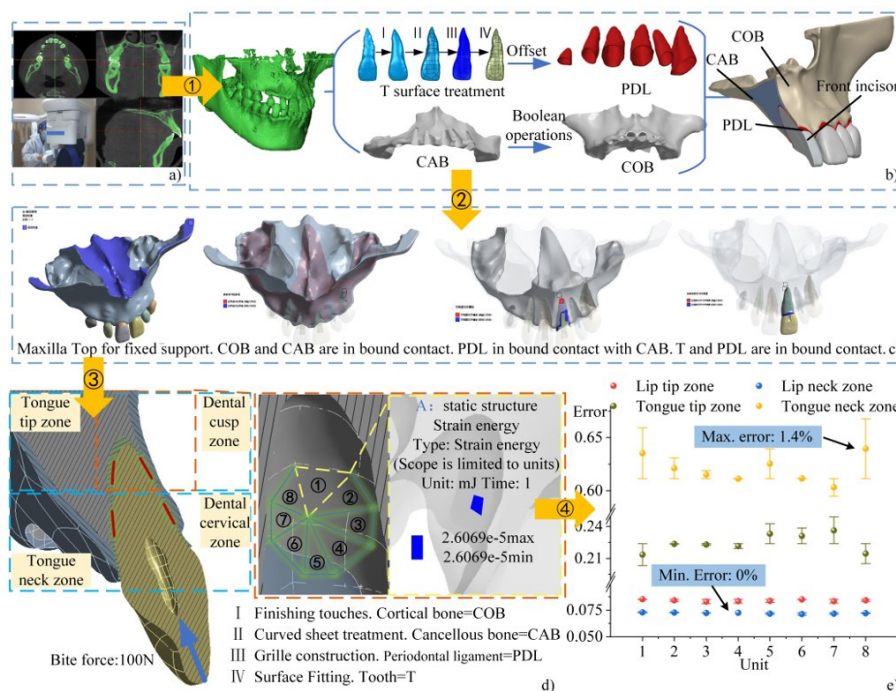 a)
①
I II III IV
Offset
T surface treatment
PDL
Boolean
operations
CAB
COB
COB
CAB
Front incisor
PDL
b)
②
Maxilla Top for fixed support. COB and CAB are in bound contact. PDL in bound contact with CAB. T and PDL are in bound contact. c
③
Tongue
tip zone
Dental
cusp
zone
Dental
cervical
zone
Tongue
neck zone
Bite force:100N
① ② ③ ④ ⑤ ⑥ ⑦ ⑧
A: static structure
Strain energy
Type: Strain energy
(Scope is limited to units)
Unit: mJ Time: 1
2.6069e-5max
2.6069e-5min
④
I Finishing touches. Cortical bone=COB
II Curved sheet treatment. Cancellous bone=CAB
III Grille construction. Periodontal ligament=PDL
IV Surface Fitting. Tooth=T
d)
Lip tip zone
Lip neck zone
Tongue tip zone
Tongue neck zone
Error
Max. error: 1.4%
0.65
0.60
0.24
0.21
Min. Error: 0%
0.075
0.050
1 2 3 4 5 6 7 8
Unit
e)